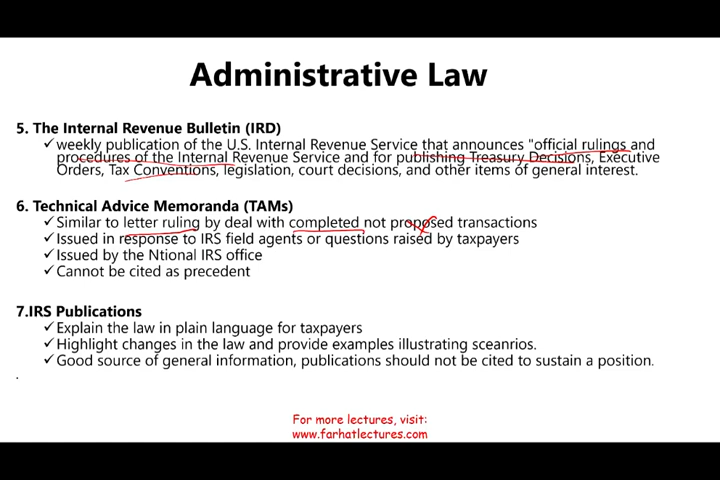 Administrative Law
5. The Internal Revenue Bulletin (IRD)
✓weekly publication of the U.S. Internal Revenue Service that announces "official rulings and
procedures of the Internal Revenue Service and for publishing Treasury Decisions, Executive
Orders, Tax Conventions, legislation, court decisions, and other items of general interest.
6. Technical Advice Memoranda (TAMs)
✓Similar to letter ruling by deal with completed not proposed transactions
✓Issued in response to IRS field agents or questions raised by taxpayers
✓Issued by the Ntional IRS office
✓Cannot be cited as precedent
7.IRS Publications
✓Explain the law in plain language for taxpayers
✓Highlight changes in the law and provide examples illustrating sceanrios.
✓Good source of general information, publications should not be cited to sustain a position.
.
For more lectures, visit:
www.farhatlectures.com